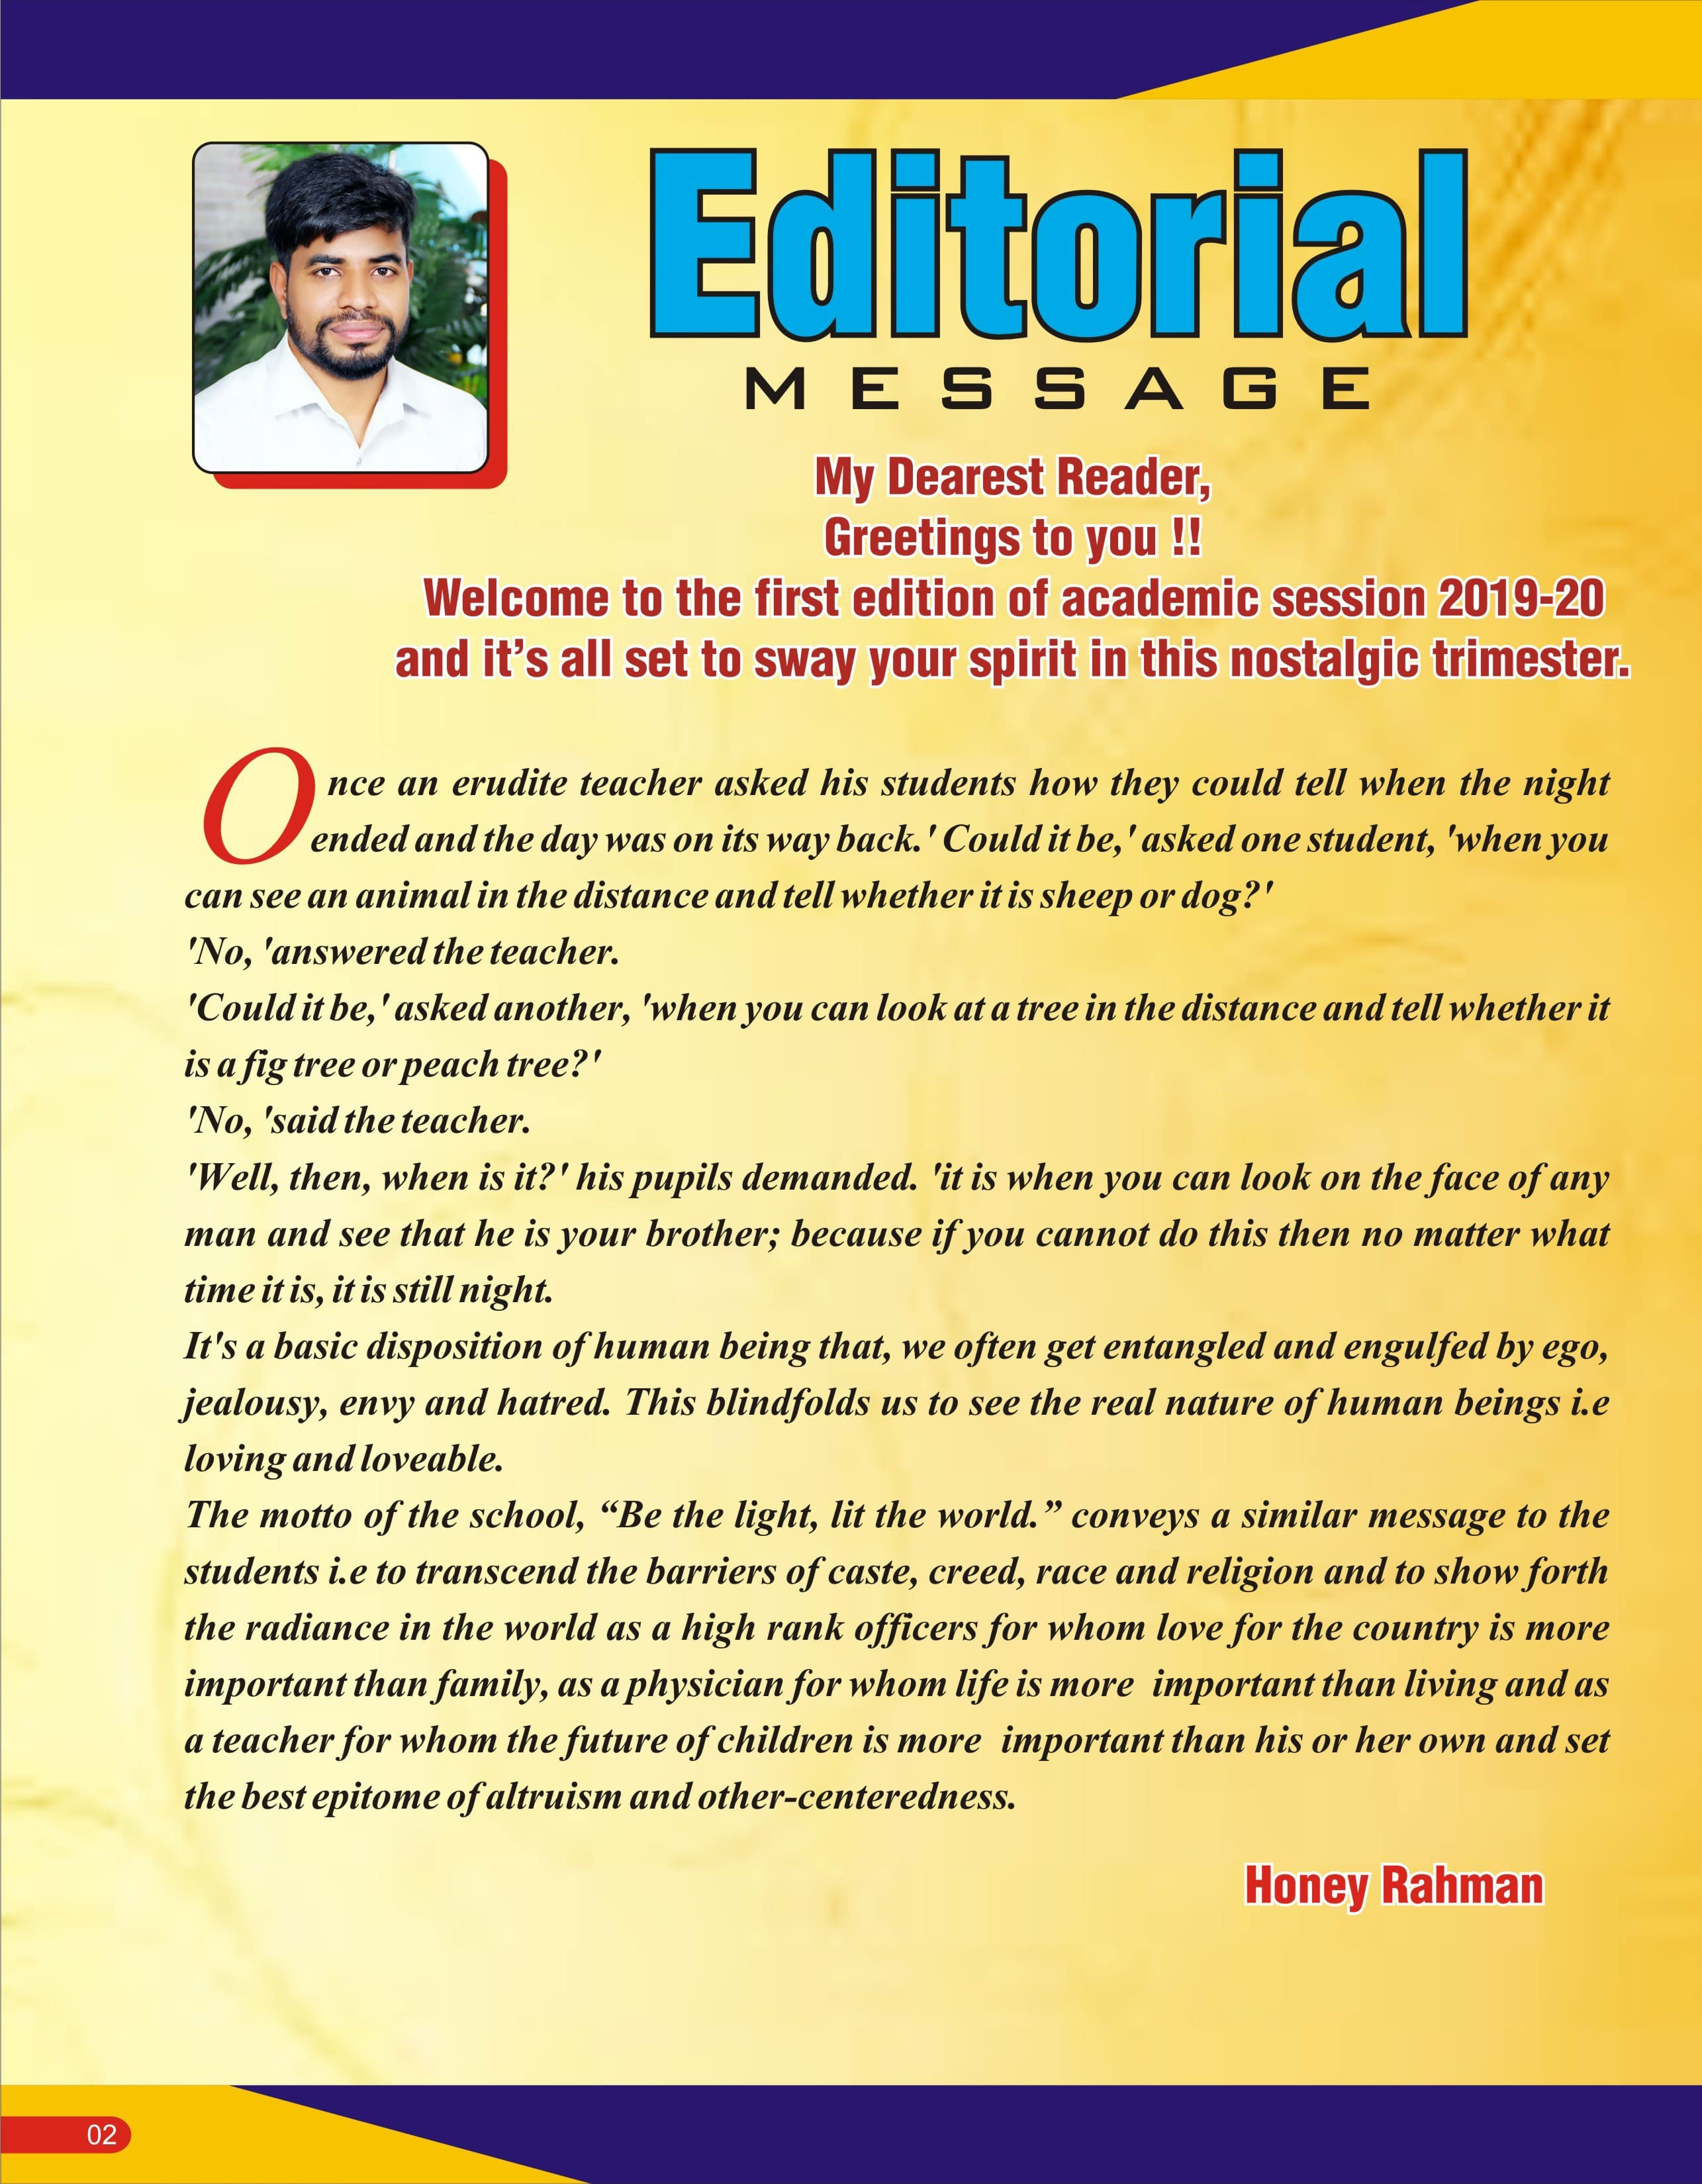 Editorial
MESSAGE
My Dearest Reader,
Greetings to you !!
Welcome to the first edition of academic session 2019-20
and it’s all set to sway your spirit in this nostalgic trimester.
Once an erudite teacher asked his students how they could tell when the night
ended and the day was on its way back.' Could it be,' asked one student, 'when you
can see an animal in the distance and tell whether it is sheep or dog?'
'No, 'answered the teacher.
'Could it be,' asked another, 'when you can look at a tree in the distance and tell whether it
is a fig tree or peach tree?'
'No, 'said the teacher.
'Well, then, when is it?' his pupils demanded. 'it is when you can look on the face of any
man and see that he is your brother; because if you cannot do this then no matter what
time it is, it is still night.
It's a basic disposition of human being that, we often get entangled and engulfed by ego,
jealousy, envy and hatred. This blindfolds us to see the real nature of human beings i.e
loving and loveable.
The motto of the school, “Be the light, lit the world.” conveys a similar message to the
students i.e to transcend the barriers of caste, creed, race and religion and to show forth
the radiance in the world as a high rank officers for whom love for the country is more
important than family, as a physician for whom life is more important than living and as
a teacher for whom the future of children is more important than his or her own and set
the best epitome of altruism and other-centeredness.
Honey Rahman
02